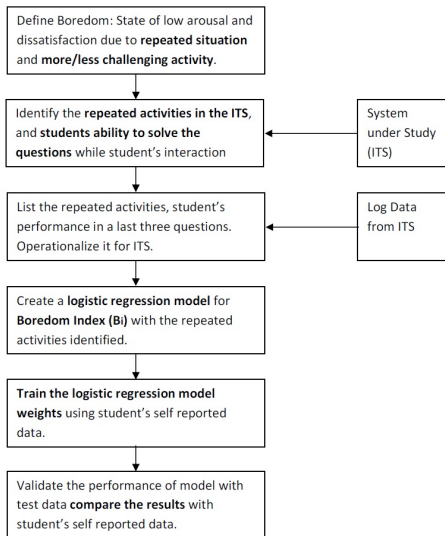 Define Boredom: State of low arousal and
dissatisfaction due to repeated situation
and more/less challenging activity.
Identify the repeated activities in the ITS,
and students ability to solve the
questions while student's interaction
System
under Study
(ITS)
List the repeated activities, student's
performance in a last three questions.
Operationalize it for ITS.
Log Data
from ITS
Create a logistic regression model for
Boredom Index (Bi) with the repeated
activities identified.
Train the logistic regression model
weights using student's self reported
data.
Validate the performance of model with
test data compare the results with
student's self reported data.